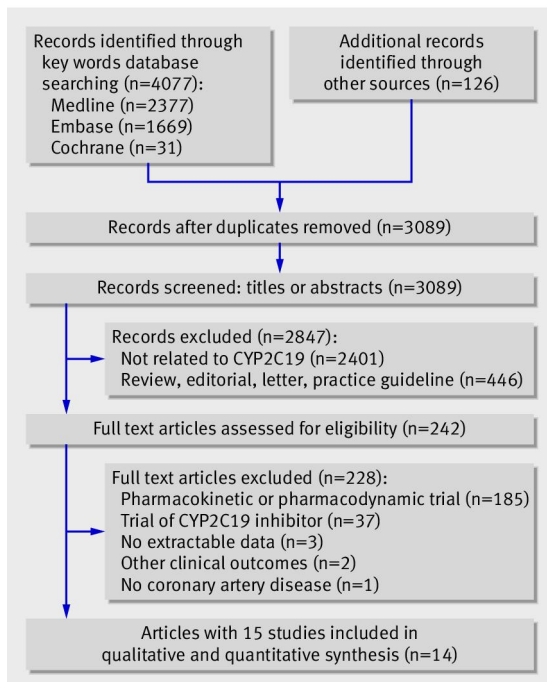 Records identified through
key words database
searching (n=4077):
Medline (n=2377)
Embase (n=1669)
Cochrane (n=31)
Additional records
identified through
other sources (n=126)
Records after duplicates removed (n=3089)
Records screened: titles or abstracts (n=3089)
Records excluded (n=2847):
Not related to CYP2C19 (n=2401)
Review, editorial, letter, practice guideline (n=446)
Full text articles assessed for eligibility (n=242)
Full text articles excluded (n=228):
Pharmacokinetic or pharmacodynamic trial (n=185)
Trial of CYP2C19 inhibitor (n=37)
No extractable data (n=3)
Other clinical outcomes (n=2)
No coronary artery disease (n=1)
Articles with 15 studies included in
qualitative and quantitative synthesis (n=14)